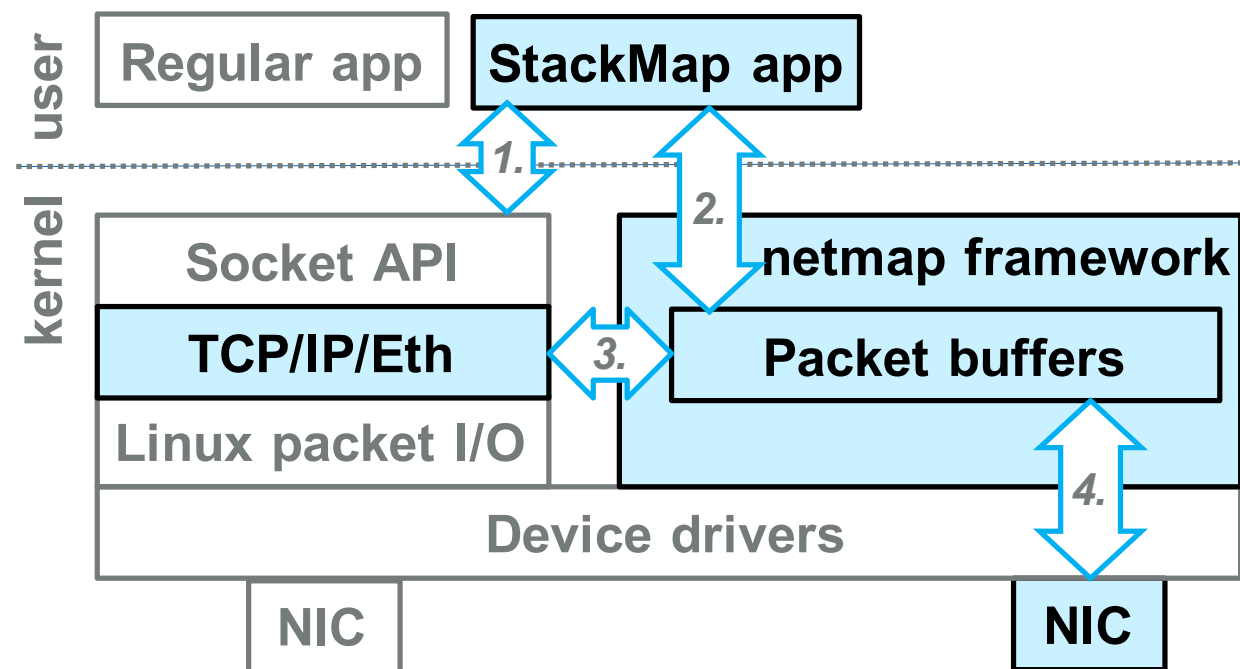 user
Regular app
StackMap app
1.
2.
kernel
Socket API
netmap framework
TCP/IP/Eth
3.
Packet buffers
Linux packet I/O
4.
Device drivers
NIC
NIC